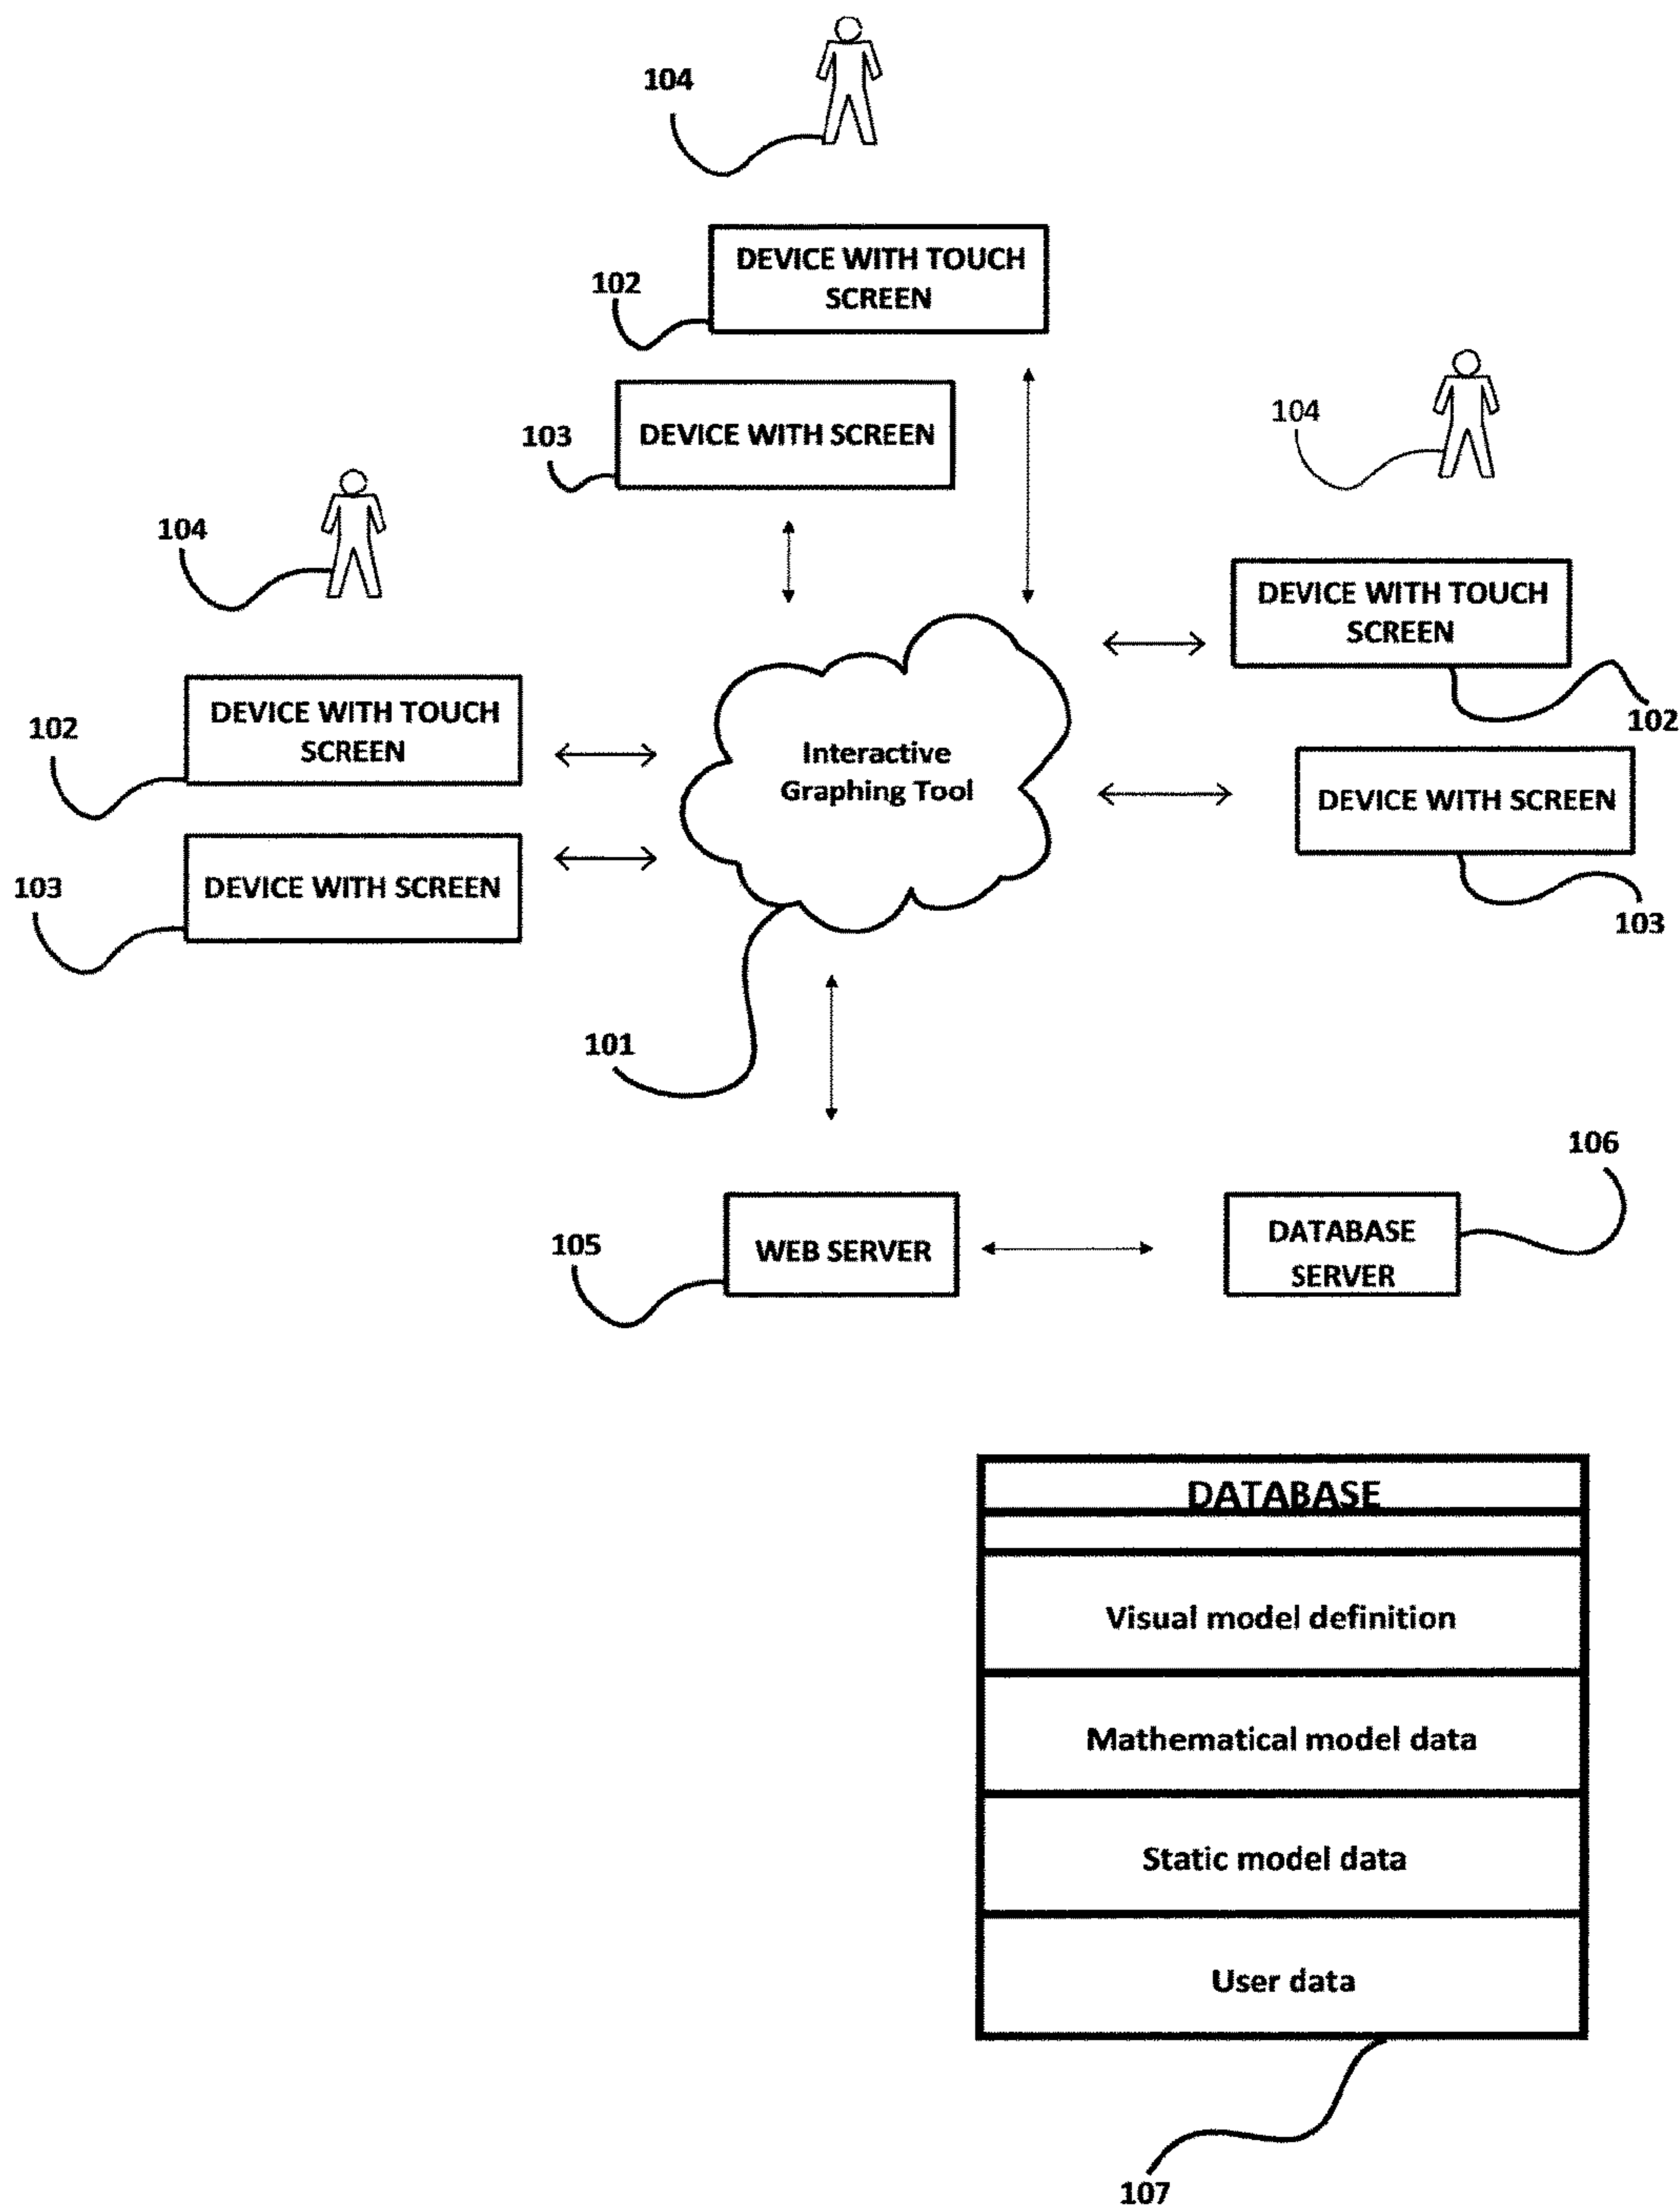 104
DEVICE WITH TOUCH
SCREEN
102
DEVICE WITH SCREEN
103
104
104
DEVICE WITH TOUCH
SCREEN
102
DEVICE WITH TOUCH
SCREEN
102
Interactive
Graphing Tool
DEVICE WITH SCREEN
103
DEVICE WITH SCREEN
103
101
106
WEB SERVER
105
DATABASE
SERVER
DATABASE
Visual model definition
Mathematical model data
Static model data
User data
107